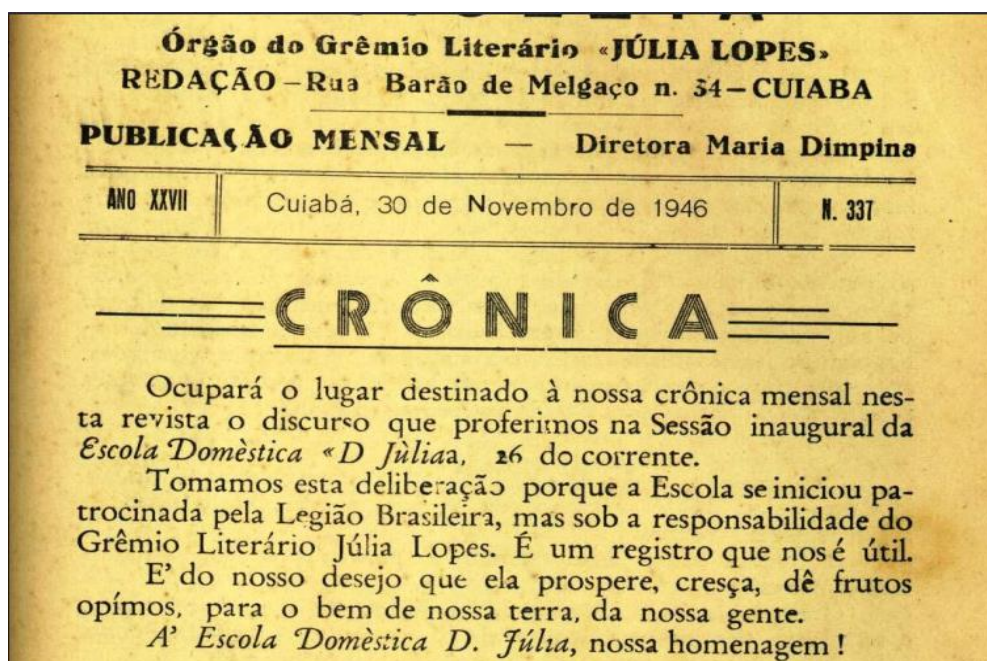 Órgão do Grêmio Literário «JÚLIA LOPES»
REDAÇÃO – Rua Barão de Melgaço n. 54 – CUIABA
PUBLICAÇÃO MENSAL — Diretora Maria Dimpina
ANO XXVII Cuiabá, 30 de Novembro de 1946 N. 337
CRÔNICA
Ocupará o lugar destinado à nossa crônica mensal nes-
ta revista o discurso que proferimos na Sessão inaugural da
Escola Domèstica «D Jùliaa, 26 do corrente.
Tomamos esta deliberação porque a Escola se iniciou pa-
trocinada pela Legião Brasileira, mas sob a responsabilidade do
Grêmio Literário Júlia Lopes. É um registro que nos é útil.
E' do nosso desejo que ela prospere, cresça, dê frutos
opímos, para o bem de nossa terra, da nossa gente.
A' Escola Domèstica D. Júlia, nossa homenagem !